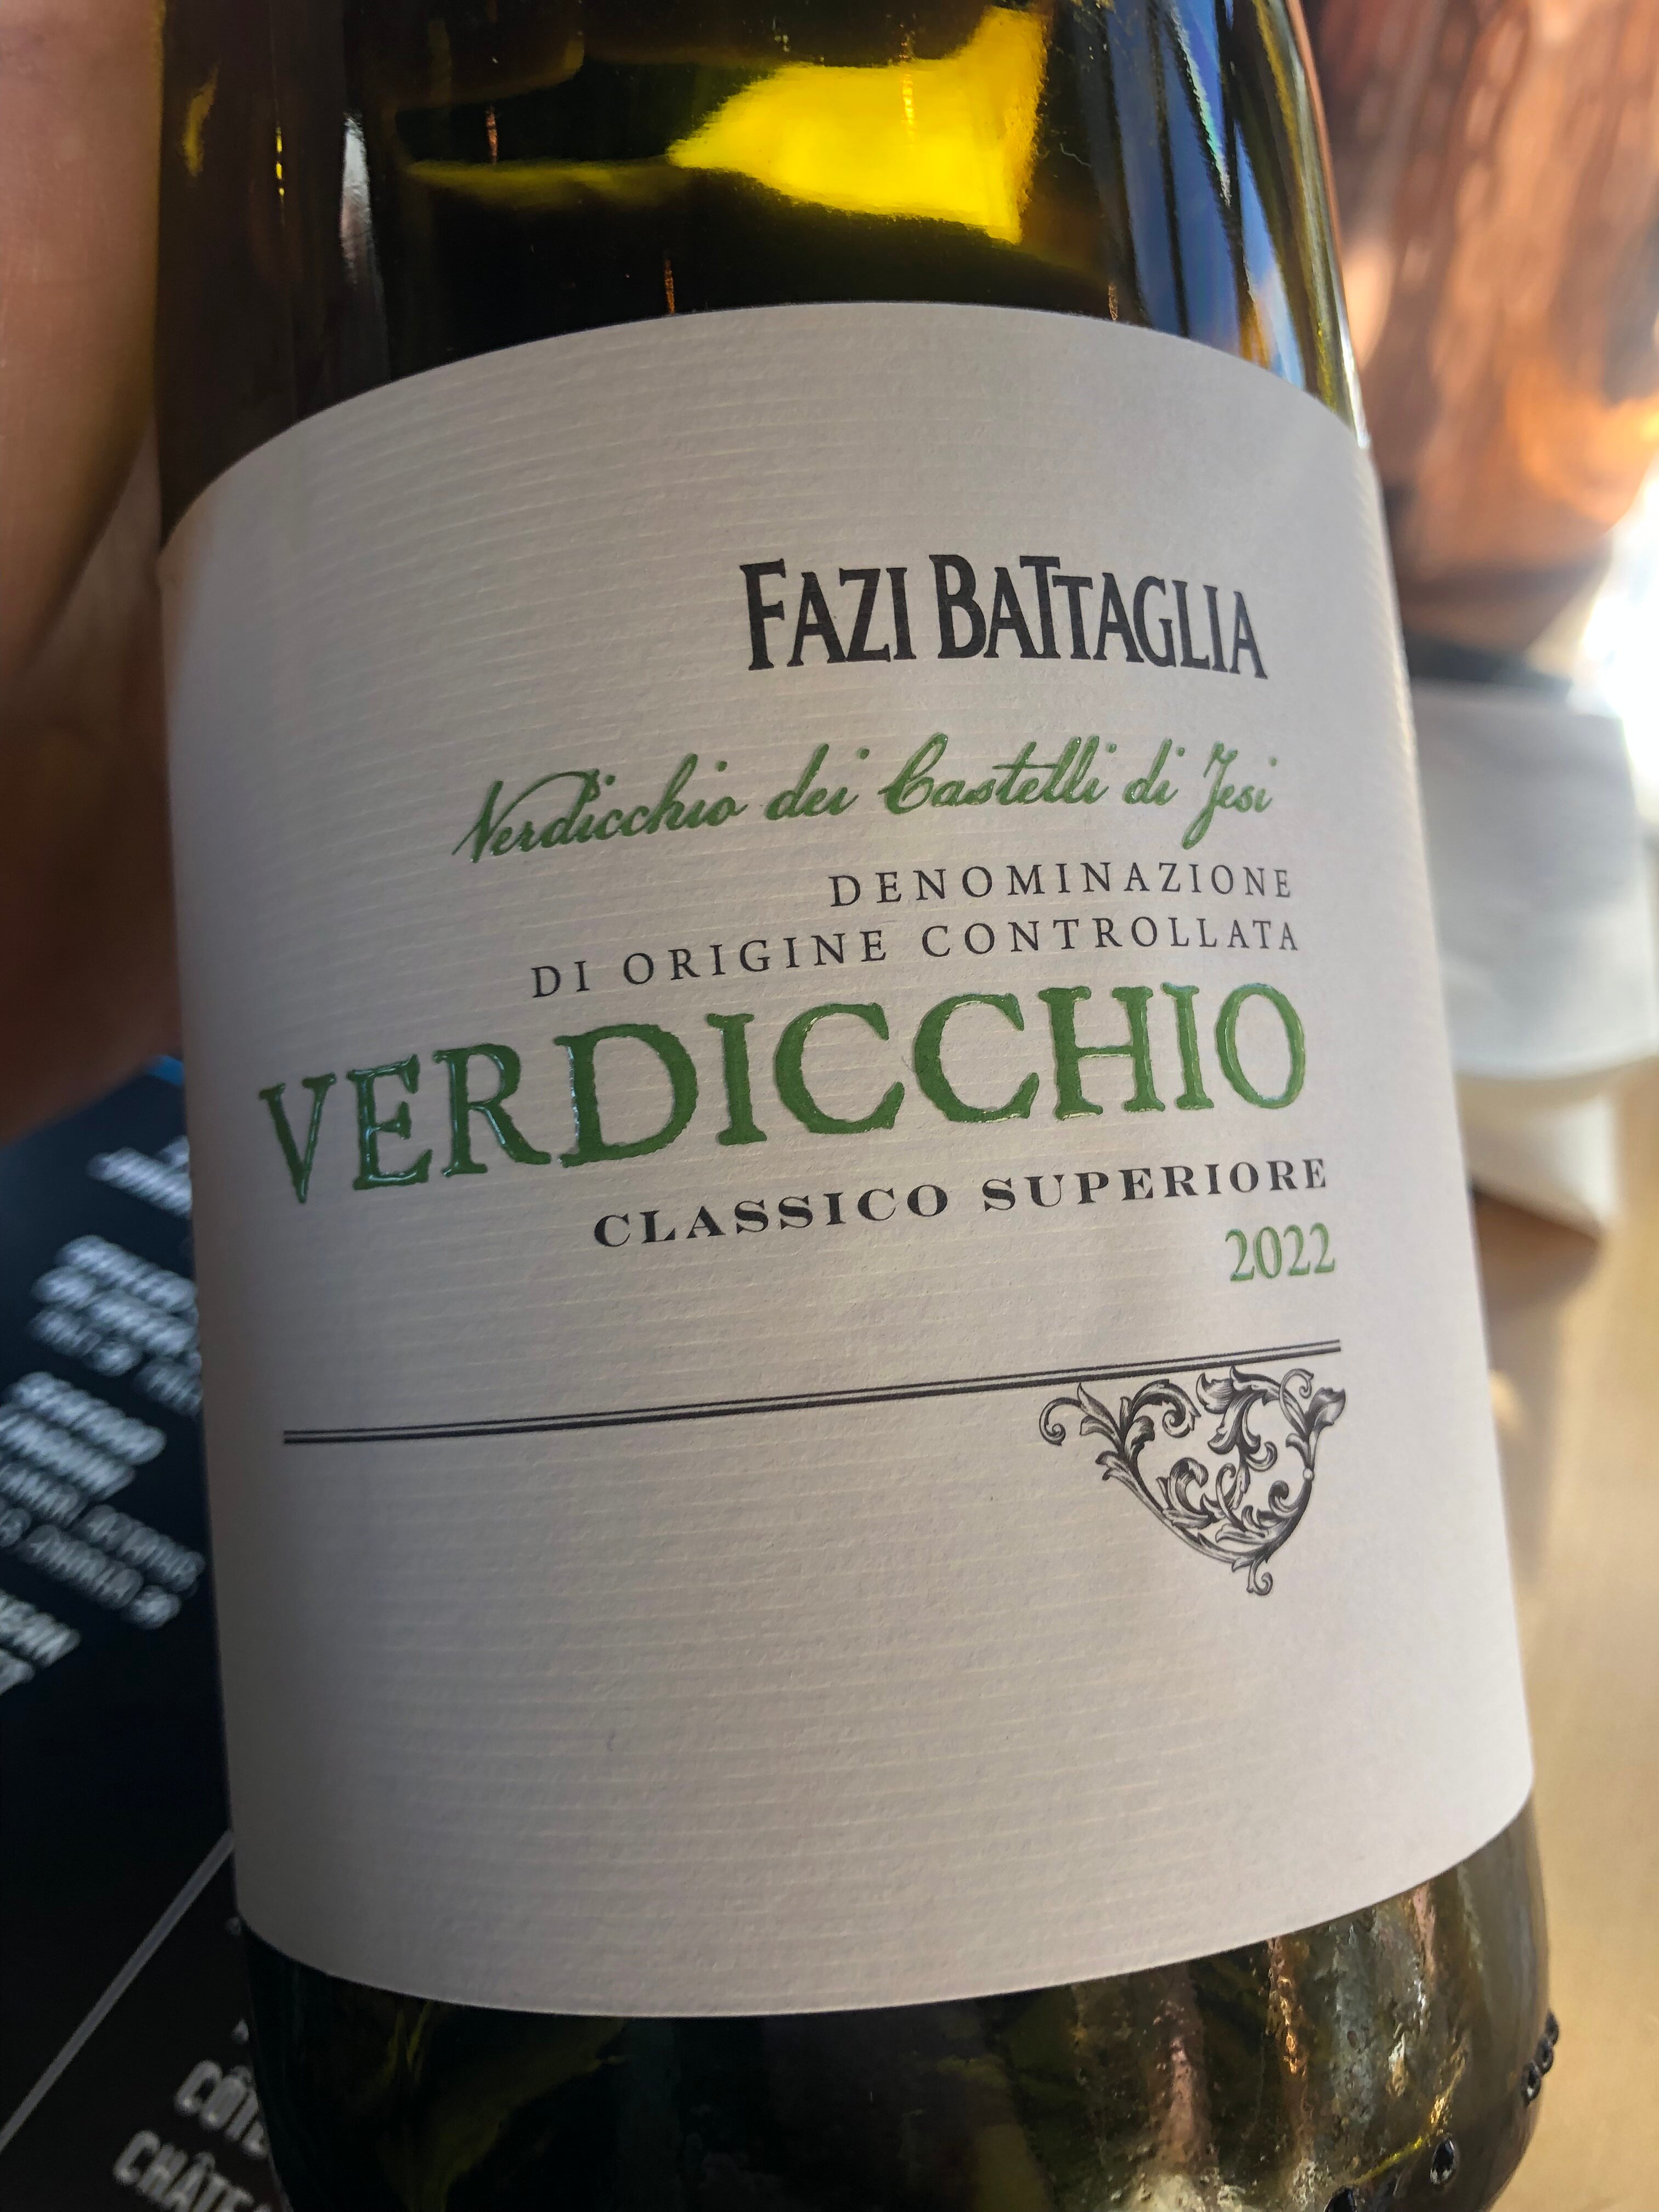 FAZI BATTAGLIA
Verdicchio dei Castelli di Jesi
DENOMINAZIONE
DI ORIGINE CONTROLLATA
VERDICCHIO
CLASSICO SUPERIORE
2022